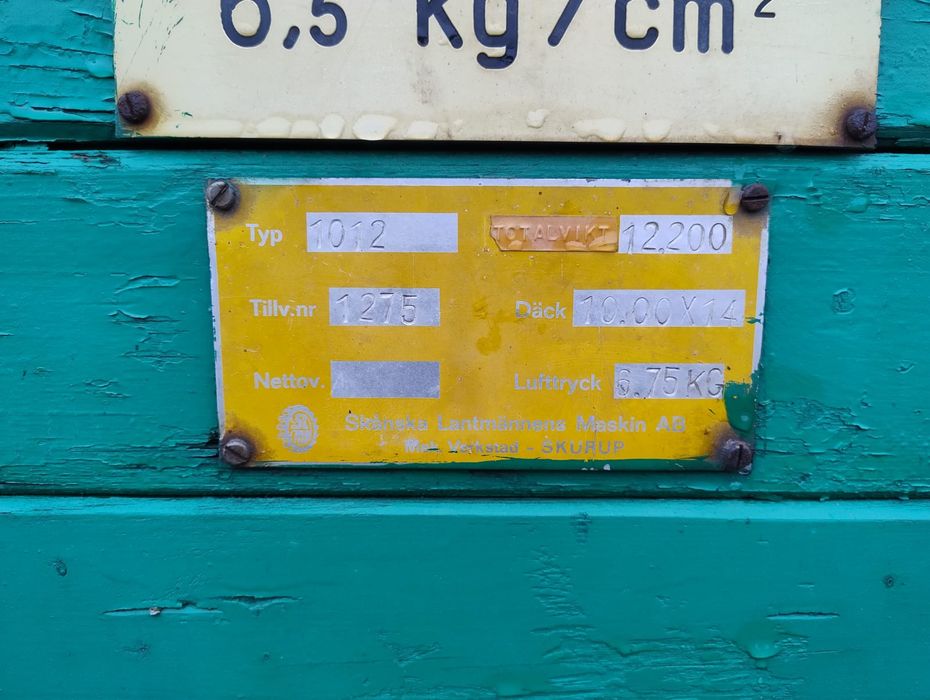 6,5 kg/cm²
Typ 1012 TOTALVIKT 12,200
Tillv.nr 1275 Däck 10.00 X 14
Nettov. Lufttryck 6.75 KG
Skånska Lantmännens Maskin AB
Mek. Verkstad - SKURUP